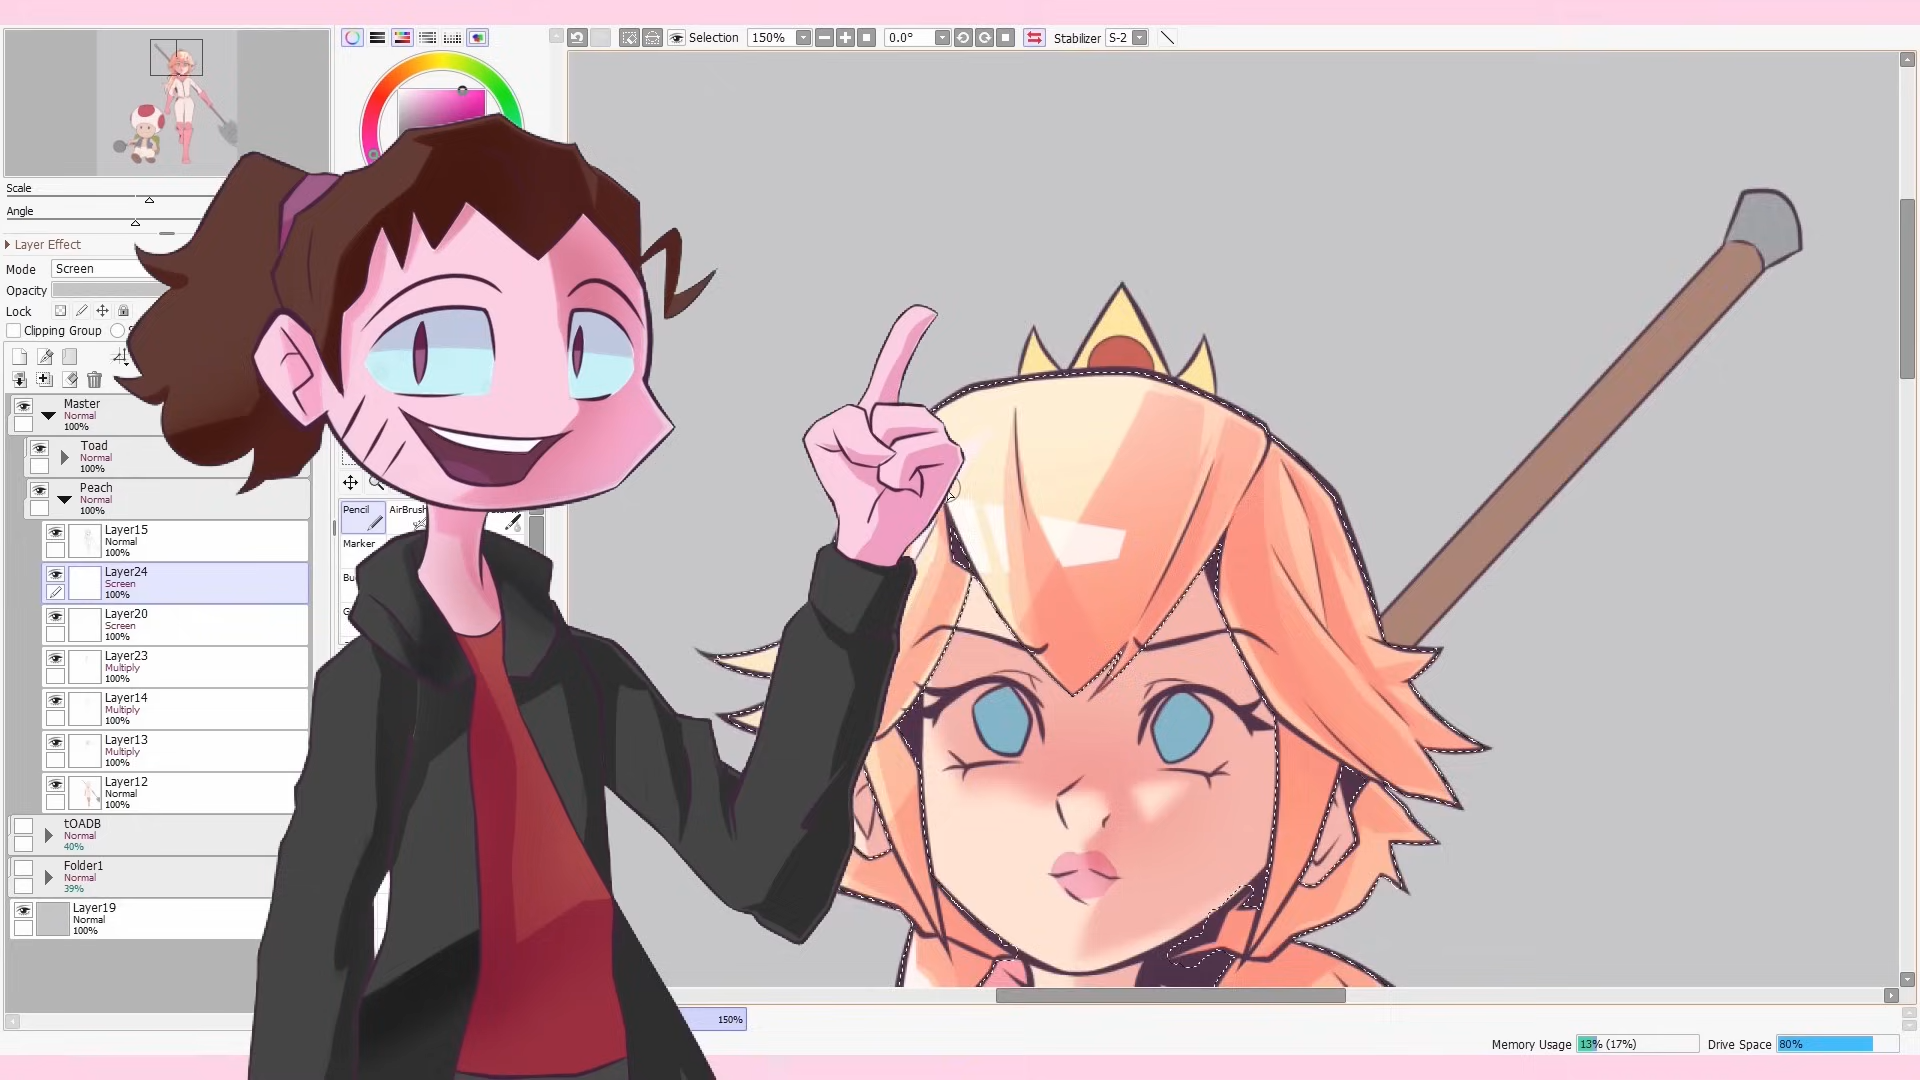 Selection
150%
0.0°
Stabilizer
S-2
Scale
Angle
Layer Effect
Mode
Screen
Opacity
Lock
Clipping Group
Master
Normal
100%
Toad
Normal
100%
Peach
Normal
100%
Pencil
AirBrush
Marker
Layer15
Normal
100%
Layer24
Screen
100%
Layer20
Screen
100%
Layer23
Multiply
100%
Layer14
Multiply
100%
Layer13
Multiply
100%
Layer12
Normal
100%
tOADB
Normal
40%
Folder1
Normal
39%
Layer19
Normal
100%
150%
Memory Usage
13% (17%)
Drive Space
80%